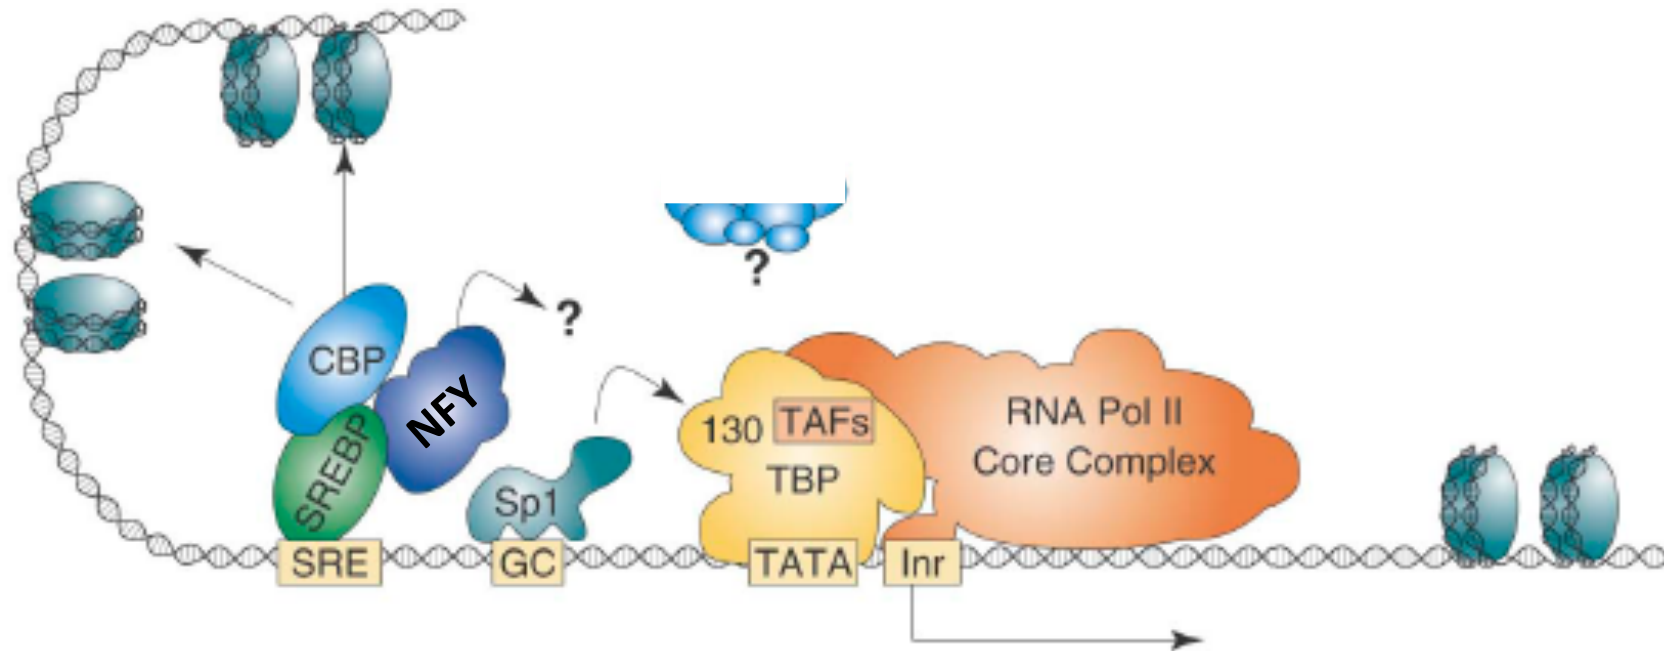 ?
?
CBP
NFY
SREBP
Sp1
130 TAFs
TBP
RNA Pol II
Core Complex
SRE
GC
TATA
Inr